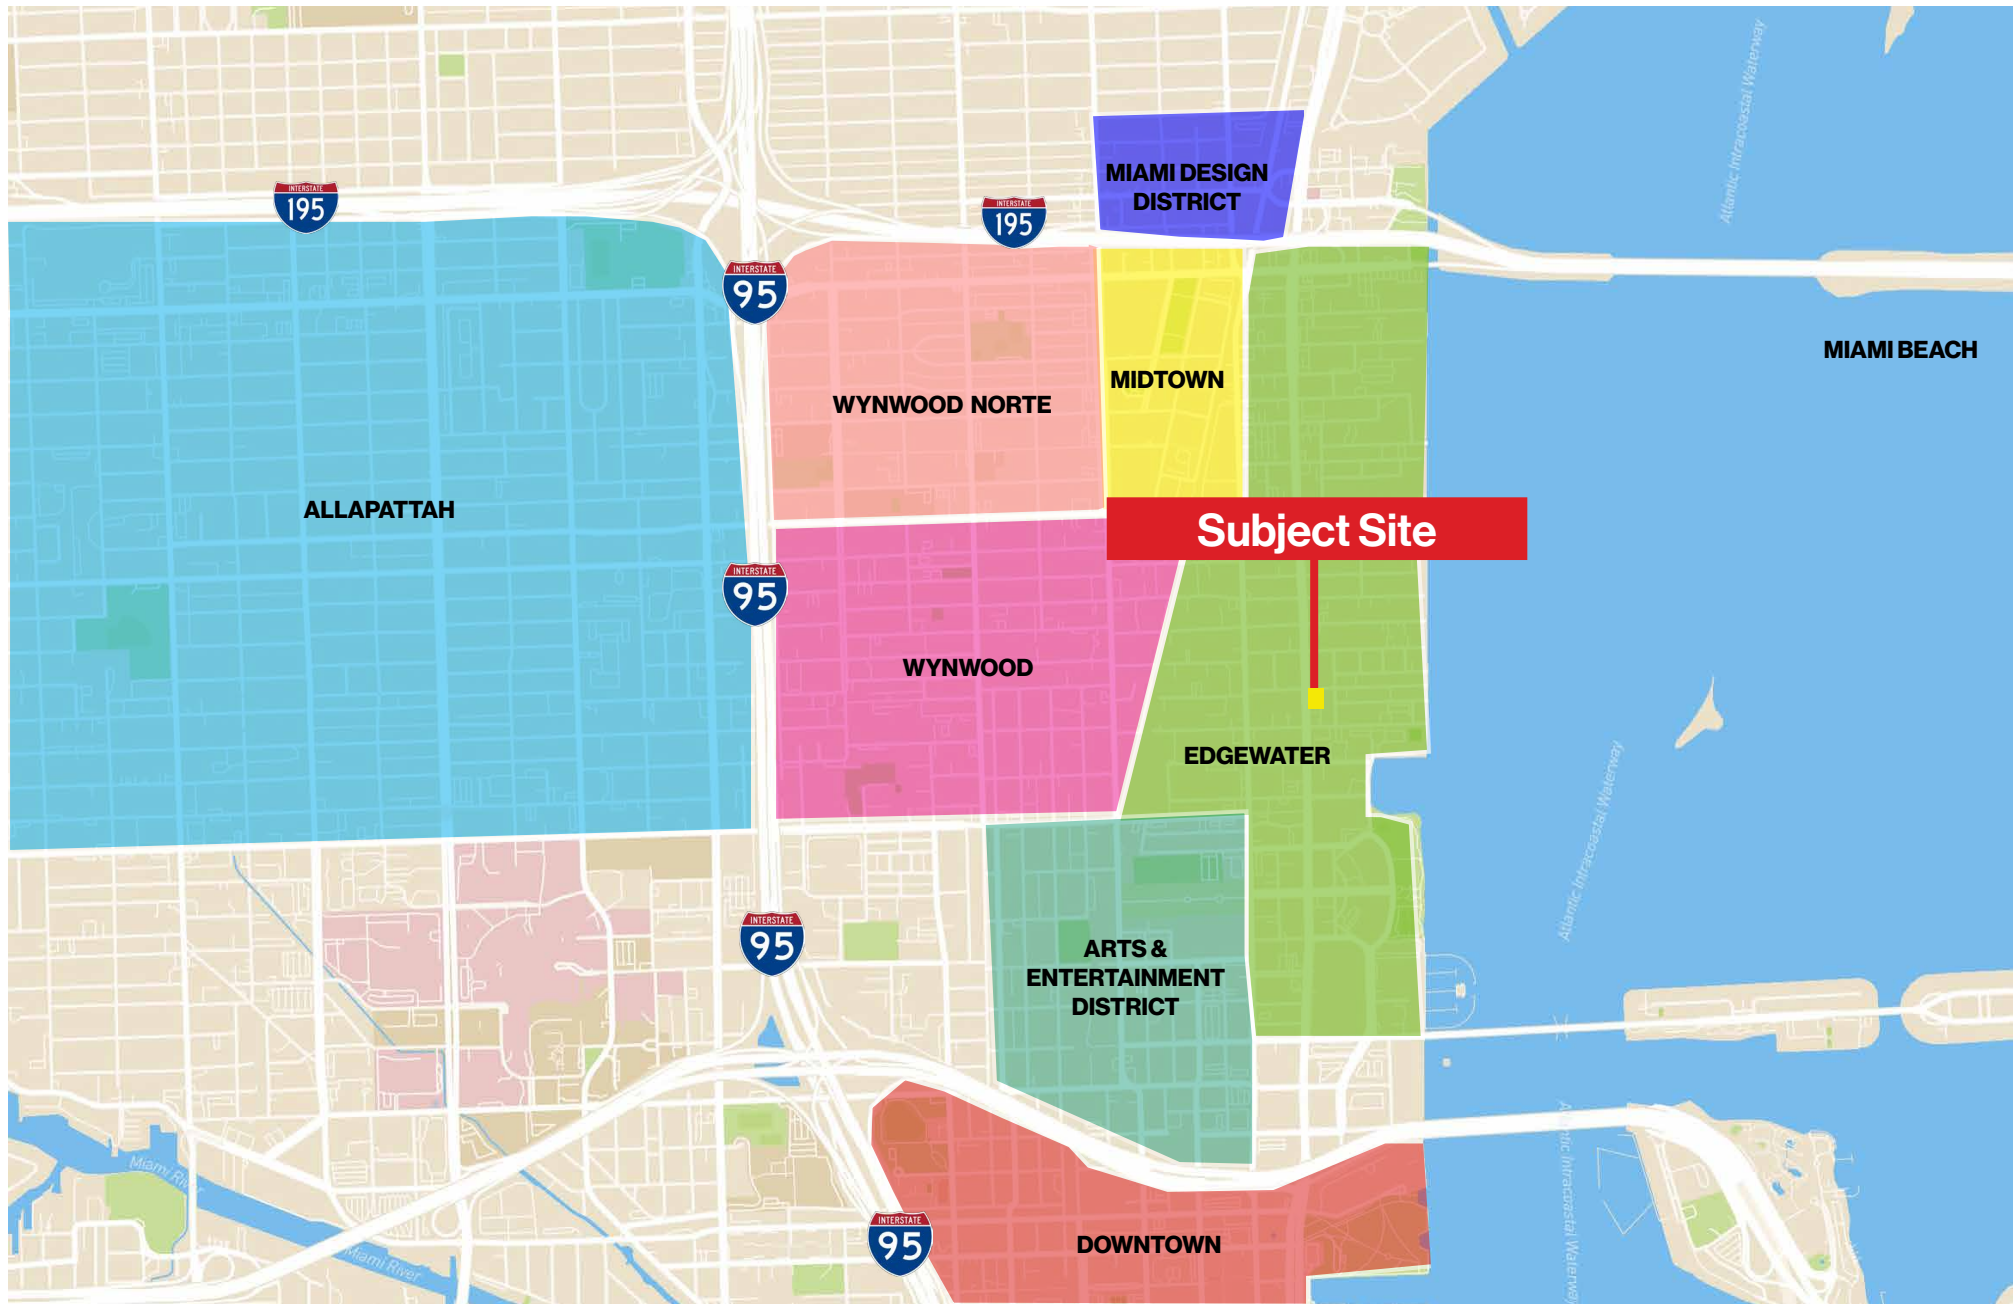 Atlantic Intracoastal Waterway
MIAMI DESIGN
DISTRICT
INTERSTATE
195
INTERSTATE
195
INTERSTATE
95
MIAMI BEACH
MIDTOWN
WYNWOOD NORTE
ALLAPATTAH
Subject Site
INTERSTATE
95
WYNWOOD
EDGEWATER
Atlantic Intracoastal Waterway
INTERSTATE
95
ARTS &
ENTERTAINMENT
DISTRICT
Miami River
Atlantic Intracoastal Waterway
INTERSTATE
95
DOWNTOWN
Miami River